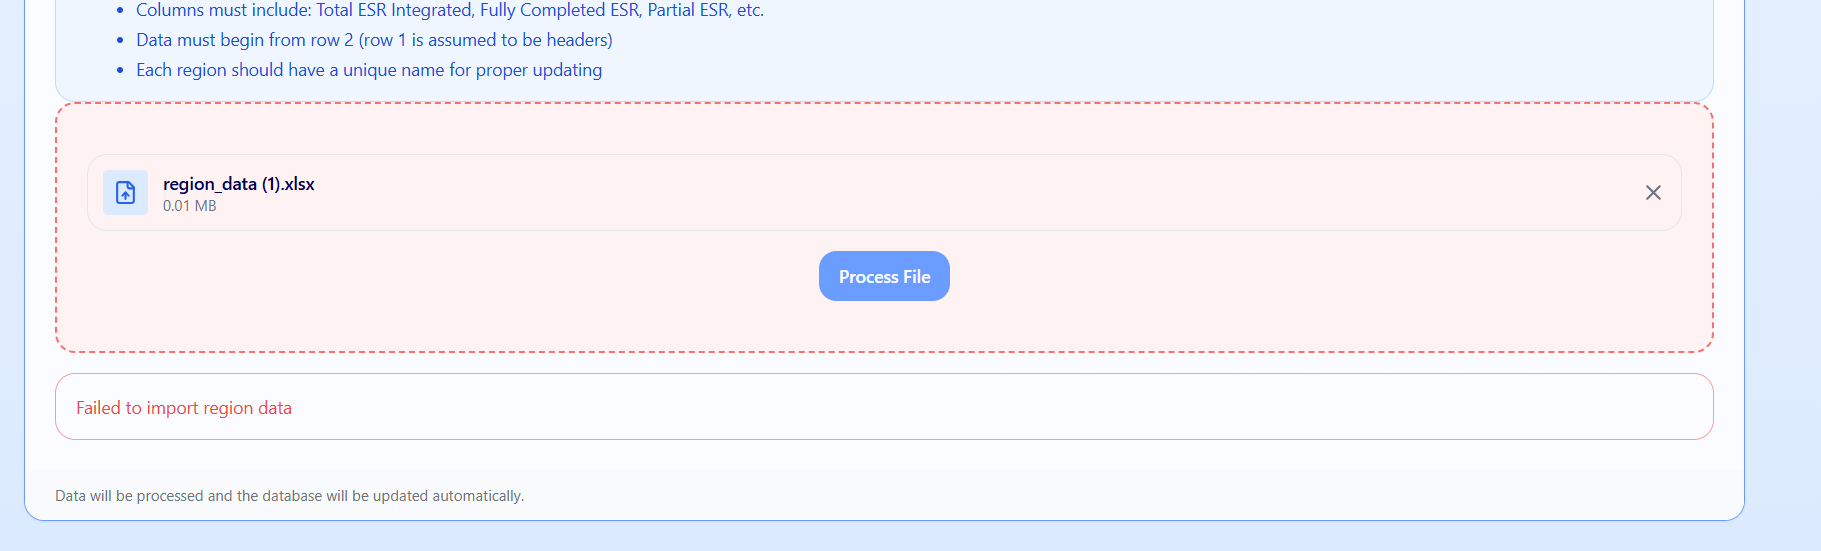 Columns must include: Total ESR Integrated, Fully Completed ESR, Partial ESR, etc.
Data must begin from row 2 (row 1 is assumed to be headers)
Each region should have a unique name for proper updating
region_data (1).xlsx
0.01 MB
Process File
Failed to import region data
Data will be processed and the database will be updated automatically.